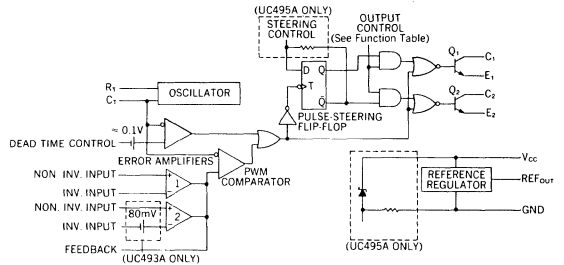 (UC495A ONLY)
STEERING
CONTROL
OUTPUT
CONTROL
(See Function Table)
D Q
T
Q̅
Q₁
C₁
E₁
Q₂
C₂
E₂
R₁
C₁
OSCILLATOR
PULSE-STEERING
FLIP-FLOP
≈ 0.1V
DEAD TIME CONTROL
ERROR AMPLIFIERS
PWM
COMPARATOR
NON INV. INPUT
+
1
INV. INPUT
−
NON. INV. INPUT
+
80mV
2
INV INPUT
−
FEEDBACK
(UC493A ONLY)
VCC
REFERENCE
REGULATOR
REFOUT
GND
(UC495A ONLY)